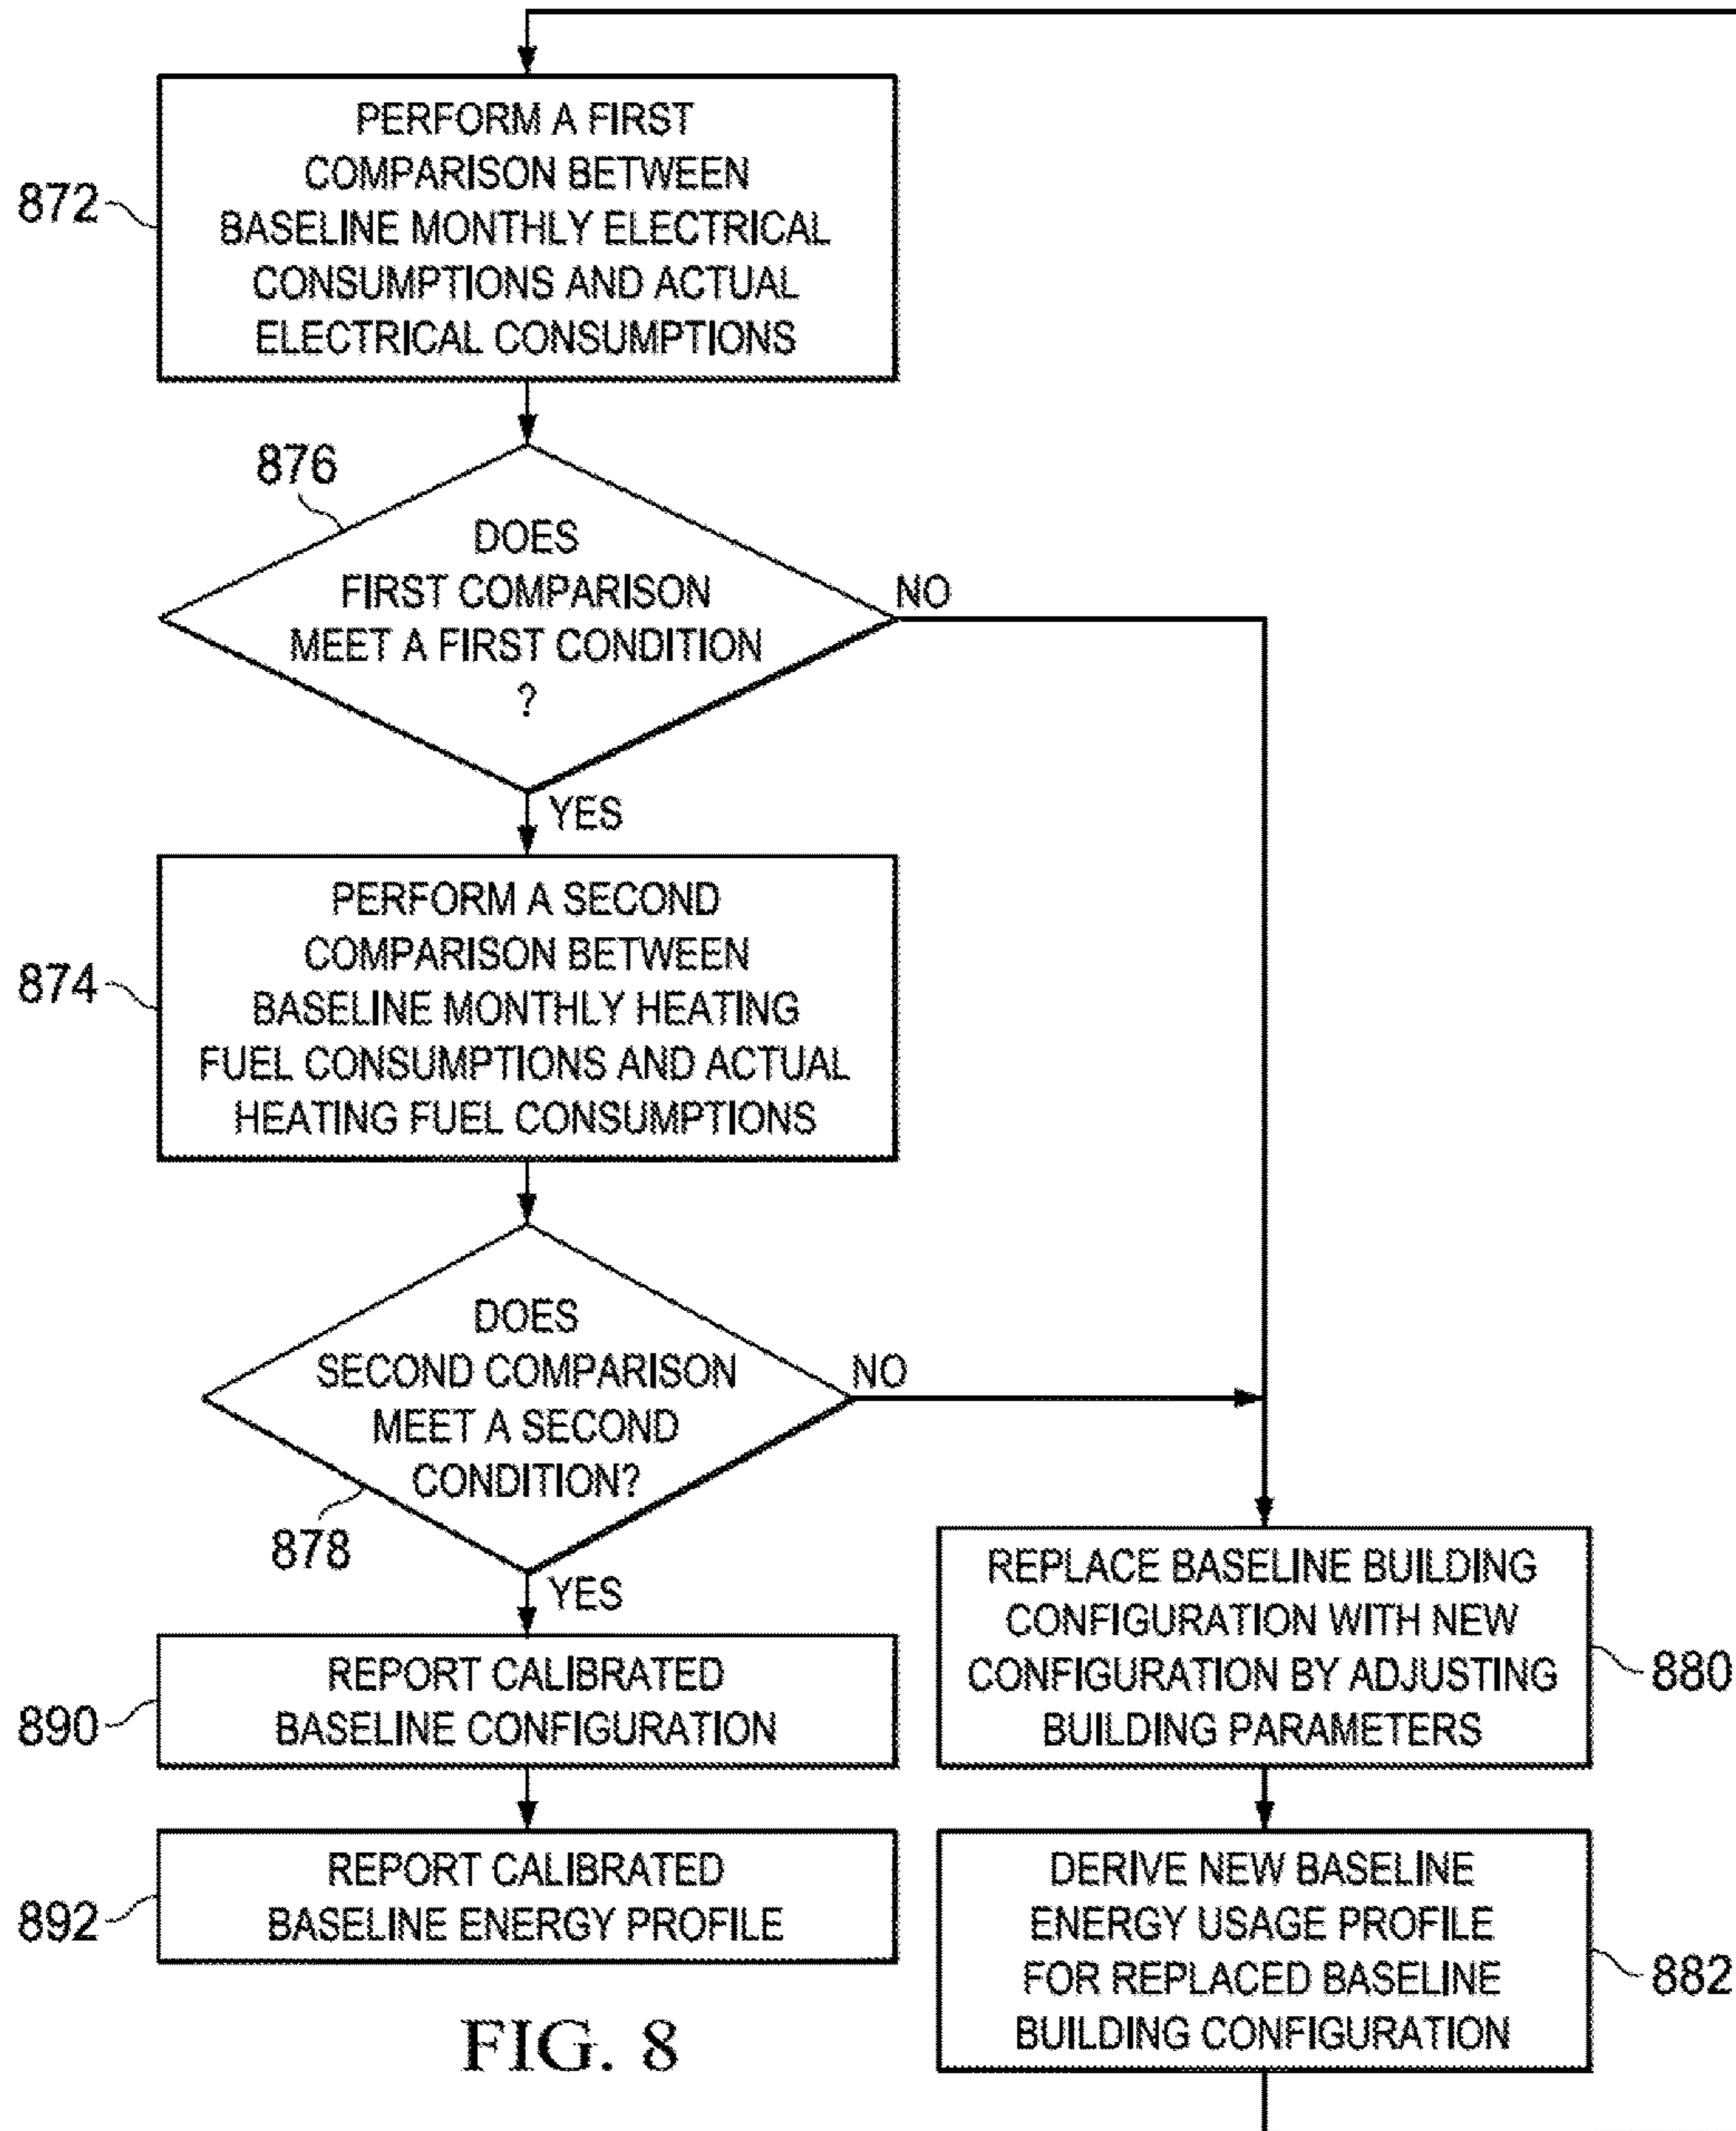 872
PERFORM A FIRST
COMPARISON BETWEEN
BASELINE MONTHLY ELECTRICAL
CONSUMPTIONS AND ACTUAL
ELECTRICAL CONSUMPTIONS
876
DOES
FIRST COMPARISON
MEET A FIRST CONDITION
?
NO
YES
874
PERFORM A SECOND
COMPARISON BETWEEN
BASELINE MONTHLY HEATING
FUEL CONSUMPTIONS AND ACTUAL
HEATING FUEL CONSUMPTIONS
DOES
SECOND COMPARISON
MEET A SECOND
CONDITION?
878
NO
YES
890
REPORT CALIBRATED
BASELINE CONFIGURATION
892
REPORT CALIBRATED
BASELINE ENERGY PROFILE
REPLACE BASELINE BUILDING
CONFIGURATION WITH NEW
CONFIGURATION BY ADJUSTING
BUILDING PARAMETERS
880
DERIVE NEW BASELINE
ENERGY USAGE PROFILE
FOR REPLACED BASELINE
BUILDING CONFIGURATION
882
FIG. 8